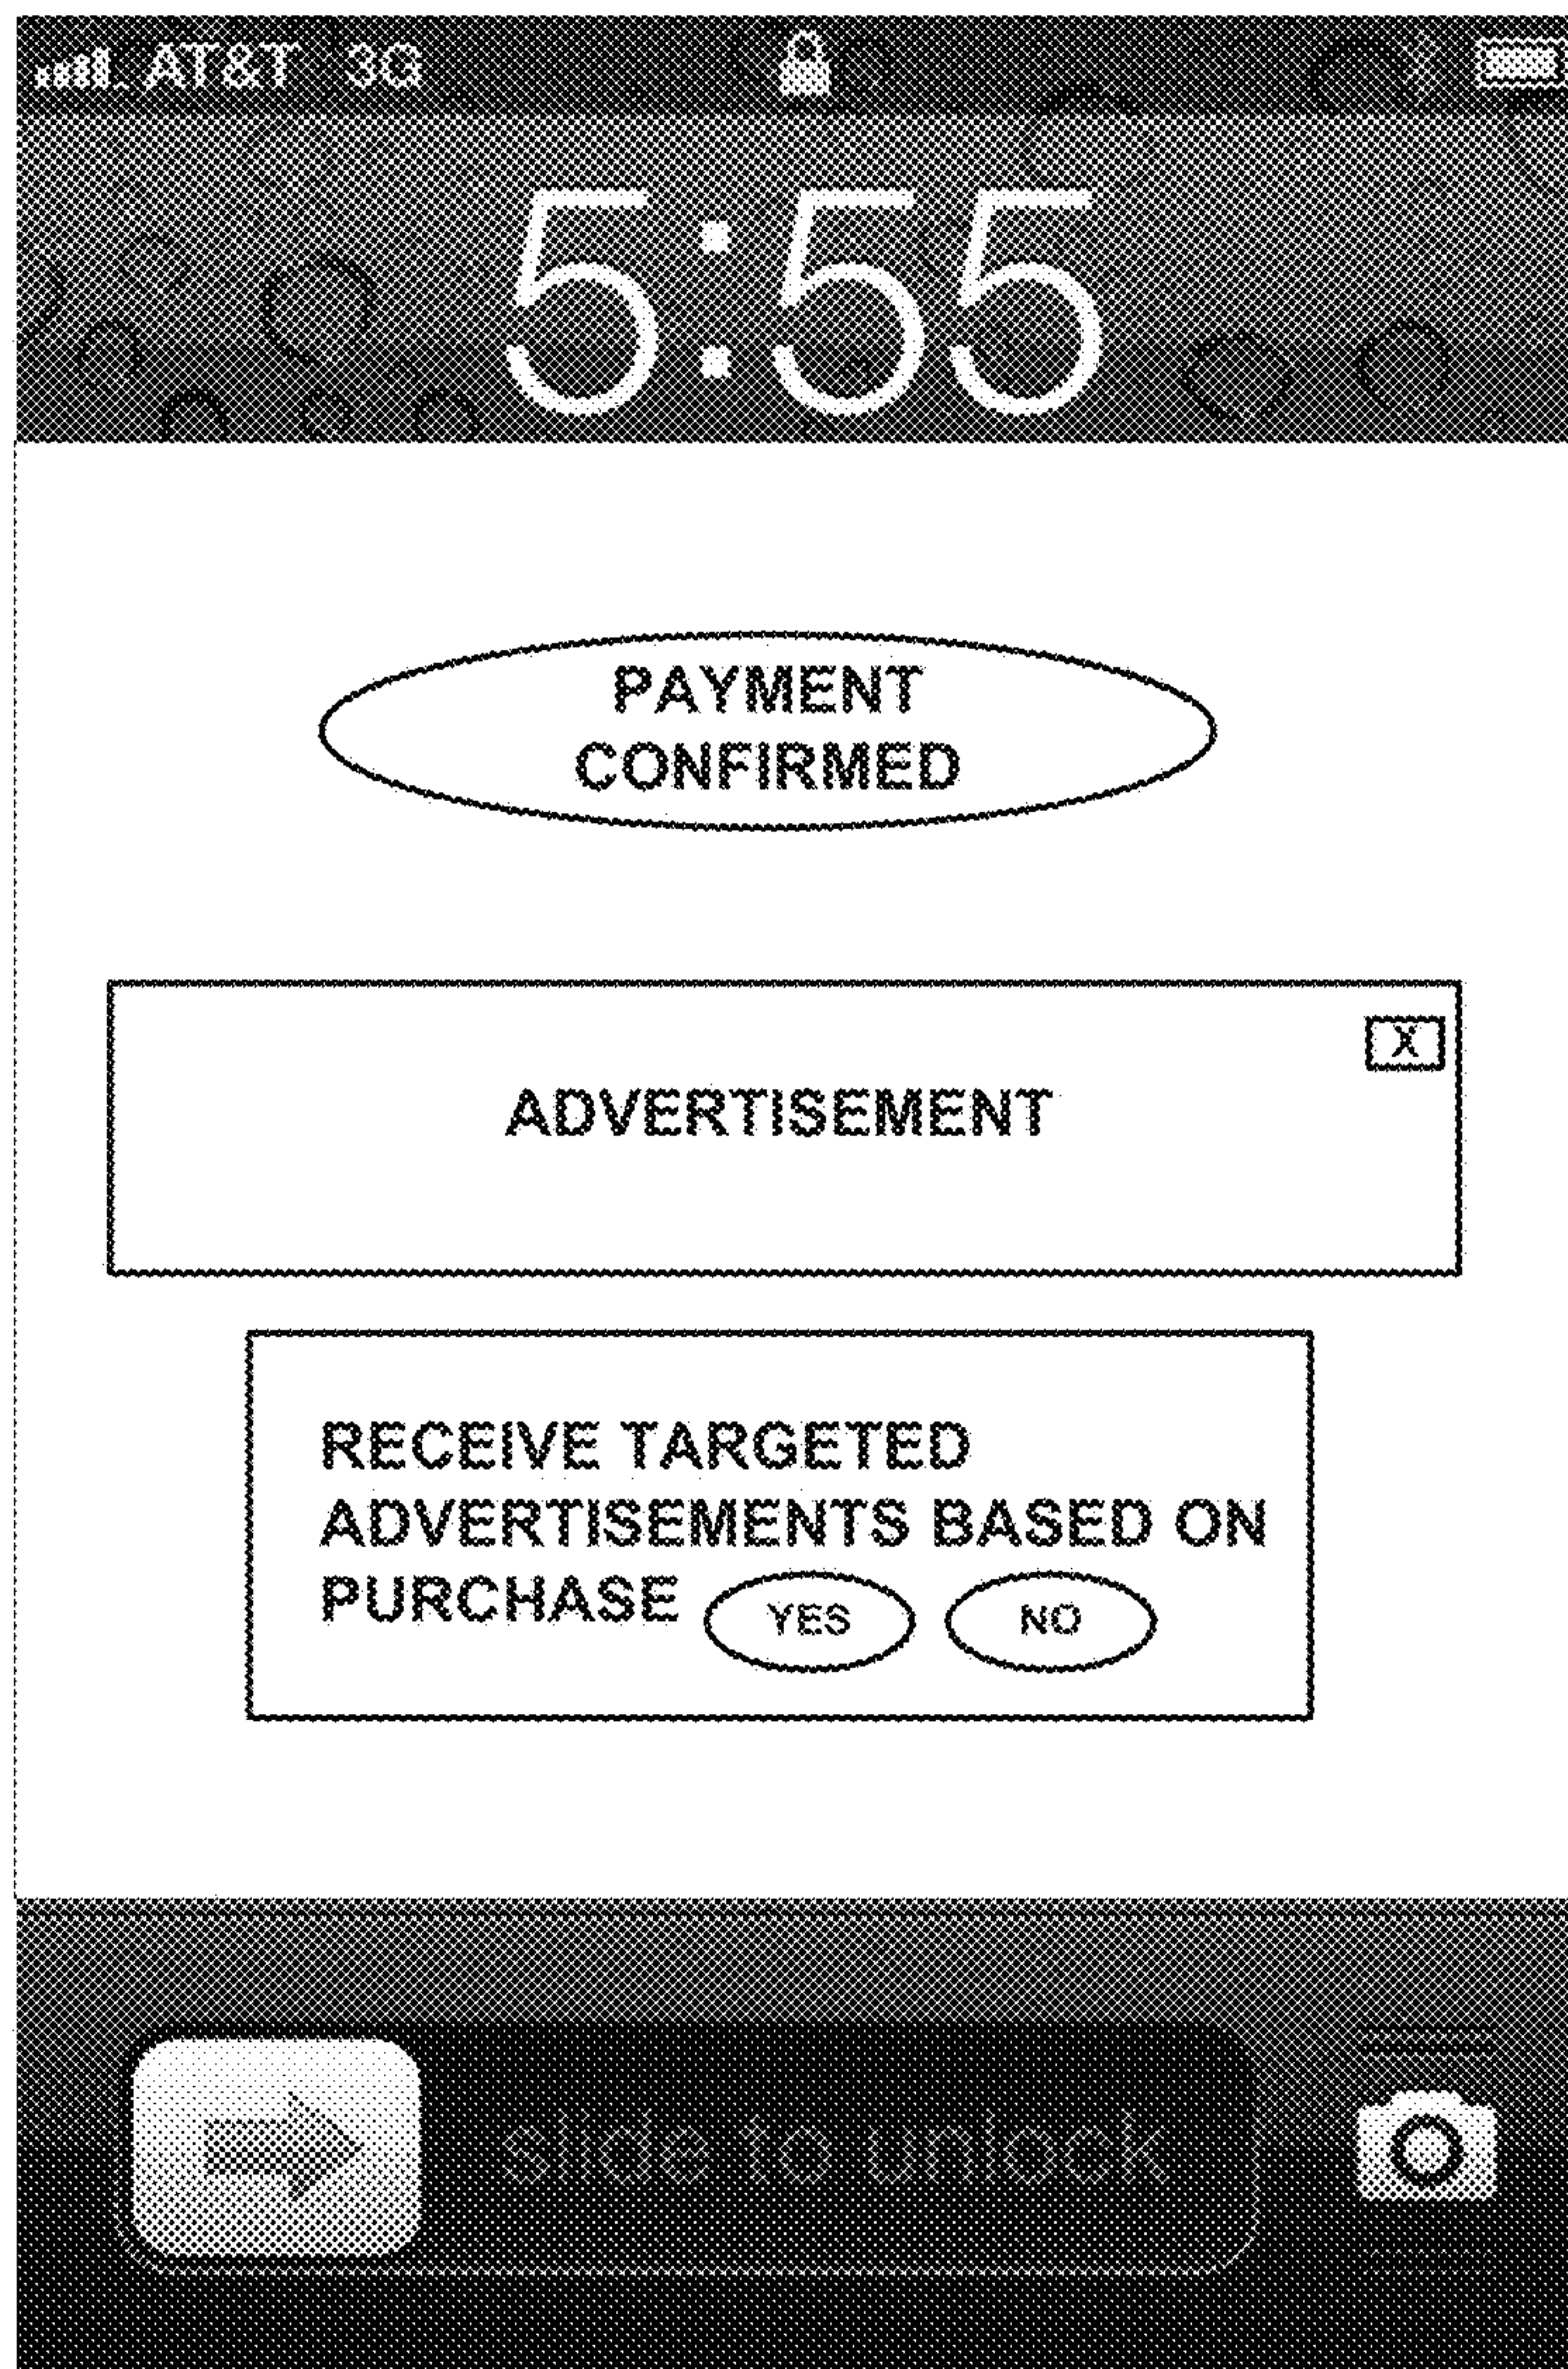 AT&T 3G
5:55
PAYMENT
CONFIRMED
X
ADVERTISEMENT
RECEIVE TARGETED
ADVERTISEMENTS BASED ON
PURCHASE YES NO
slide to unlock